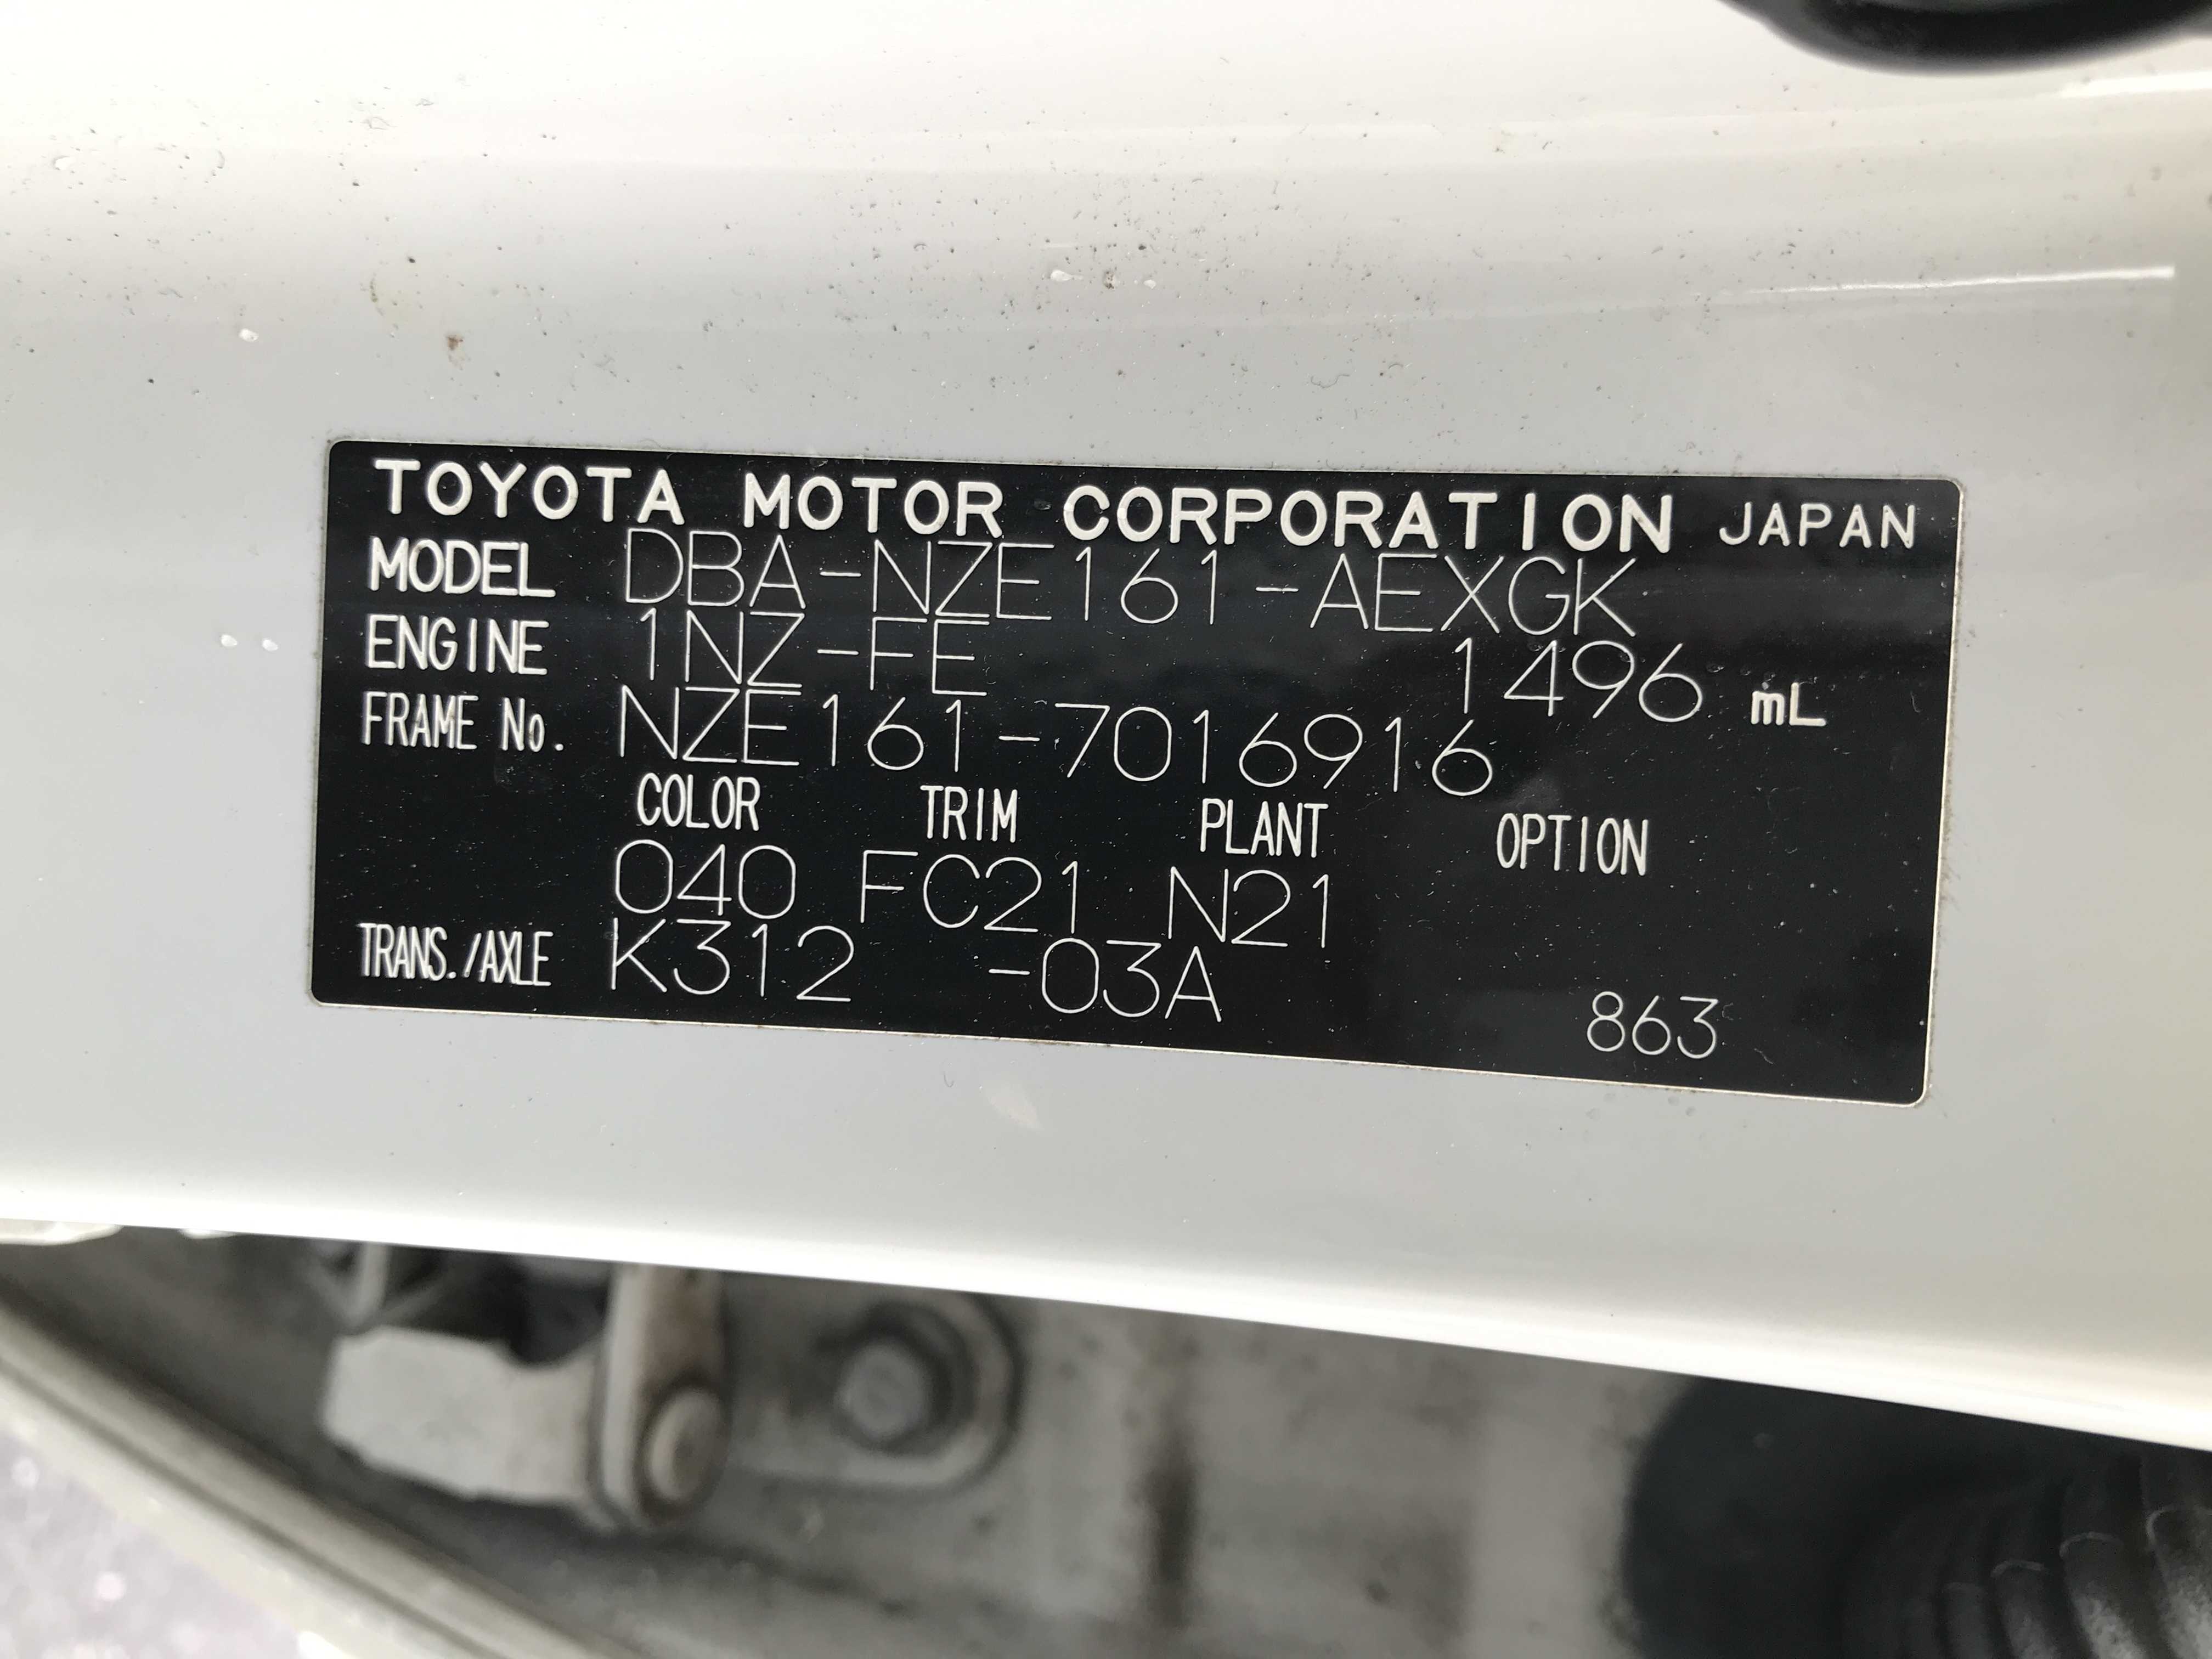 TOYOTA MOTOR CORPORATION JAPAN
MODEL DBA-NZE161-AEXGK
ENGINE 1NZ-FE 1496 mL
FRAME No. NZE161-7016916
COLOR TRIM PLANT OPTION
040 FC21 N21
TRANS./AXLE K312 -03A
863